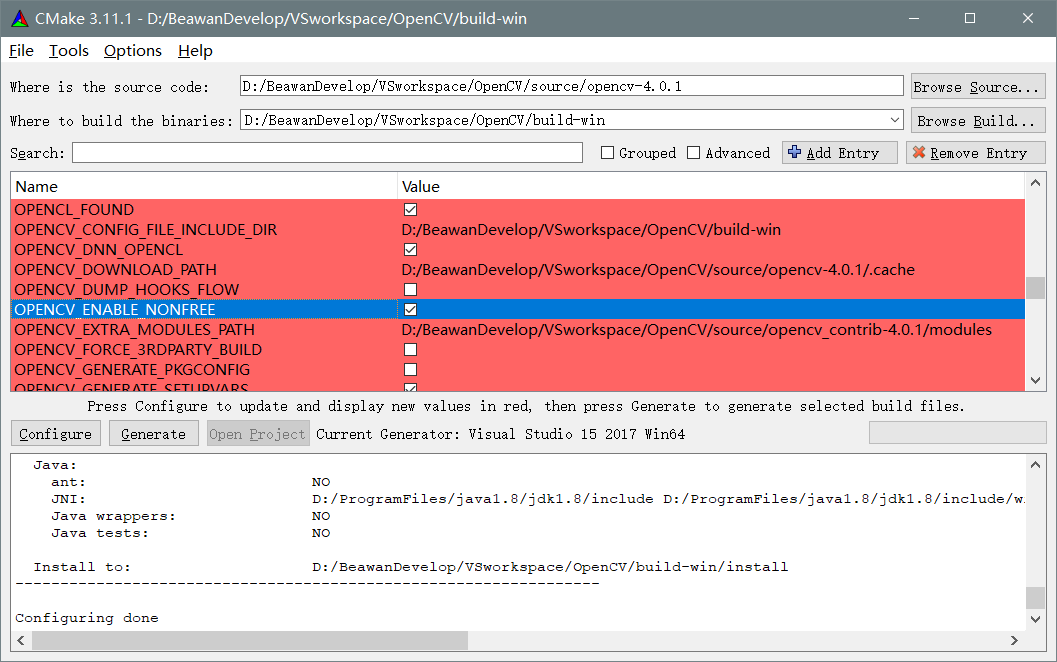 CMake 3.11.1 - D:/BeawanDevelop/VSworkspace/OpenCV/build-win
File Tools Options Help
Where is the source code: D:/BeawanDevelop/VSworkspace/OpenCV/source/opencv-4.0.1 Browse Source...
Where to build the binaries: D:/BeawanDevelop/VSworkspace/OpenCV/build-win Browse Build...
Search: Grouped Advanced Add Entry Remove Entry
Name Value
OPENCL_FOUND
OPENCV_CONFIG_FILE_INCLUDE_DIR D:/BeawanDevelop/VSworkspace/OpenCV/build-win
OPENCV_DNN_OPENCL
OPENCV_DOWNLOAD_PATH D:/BeawanDevelop/VSworkspace/OpenCV/source/opencv-4.0.1/.cache
OPENCV_DUMP_HOOKS_FLOW
OPENCV_ENABLE_NONFREE
OPENCV_EXTRA_MODULES_PATH D:/BeawanDevelop/VSworkspace/OpenCV/source/opencv_contrib-4.0.1/modules
OPENCV_FORCE_3RDPARTY_BUILD
OPENCV_GENERATE_PKGCONFIG
OPENCV_GENERATE_SETUPVARS
Press Configure to update and display new values in red, then press Generate to generate selected build files.
Configure Generate Open Project Current Generator: Visual Studio 15 2017 Win64
Java:
ant: NO
JNI: D:/ProgramFiles/java1.8/jdk1.8/include D:/ProgramFiles/java1.8/jdk1.8/include/w
Java wrappers: NO
Java tests: NO
Install to: D:/BeawanDevelop/VSworkspace/OpenCV/build-win/install
-----------------------------------------------------------------
Configuring done